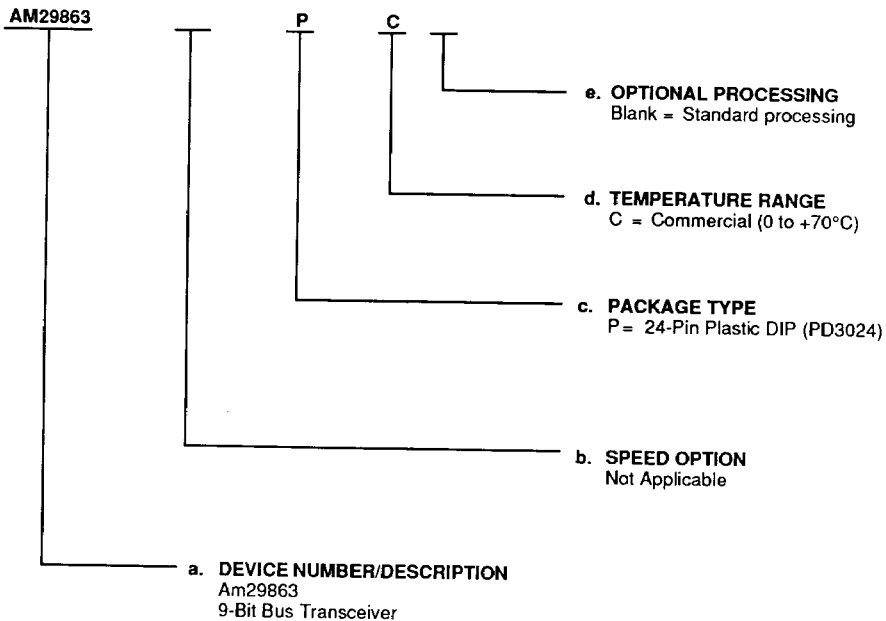 AM29863 P C
e. OPTIONAL PROCESSING
Blank = Standard processing
d. TEMPERATURE RANGE
C = Commercial (0 to +70°C)
c. PACKAGE TYPE
P= 24-Pin Plastic DIP (PD3024)
b. SPEED OPTION
Not Applicable
a. DEVICE NUMBER/DESCRIPTION
Am29863
9-Bit Bus Transceiver